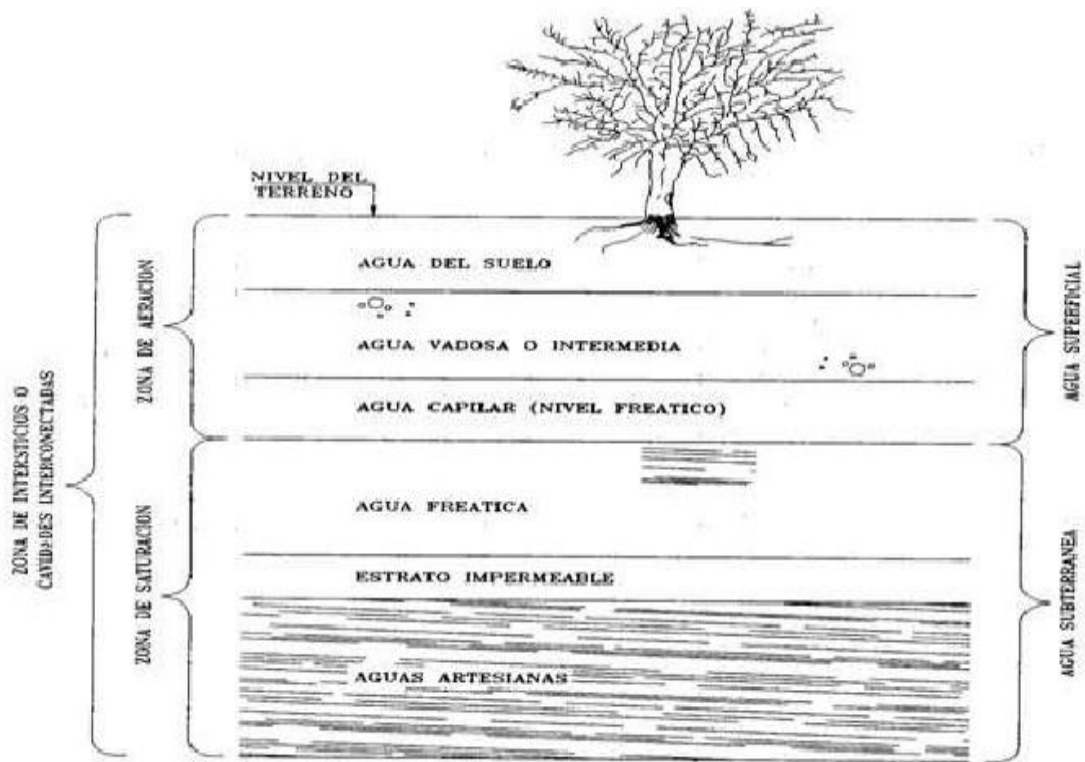 NIVEL DEL
TERRENO
AGUA DEL SUELO
AGUA VADOSA O INTERMEDIA
AGUA CAPILAR (NIVEL FREATICO)
AGUA FREATICA
ESTRATO IMPERMEABLE
AGUAS ARTESIANAS
ZONA DE INTERSTICIOS O
CAVIDADES INTERCONECTADAS
ZONA DE AERACION
ZONA DE SATURACION
AGUA SUPERFICIAL
AGUA SUBTERRANEA